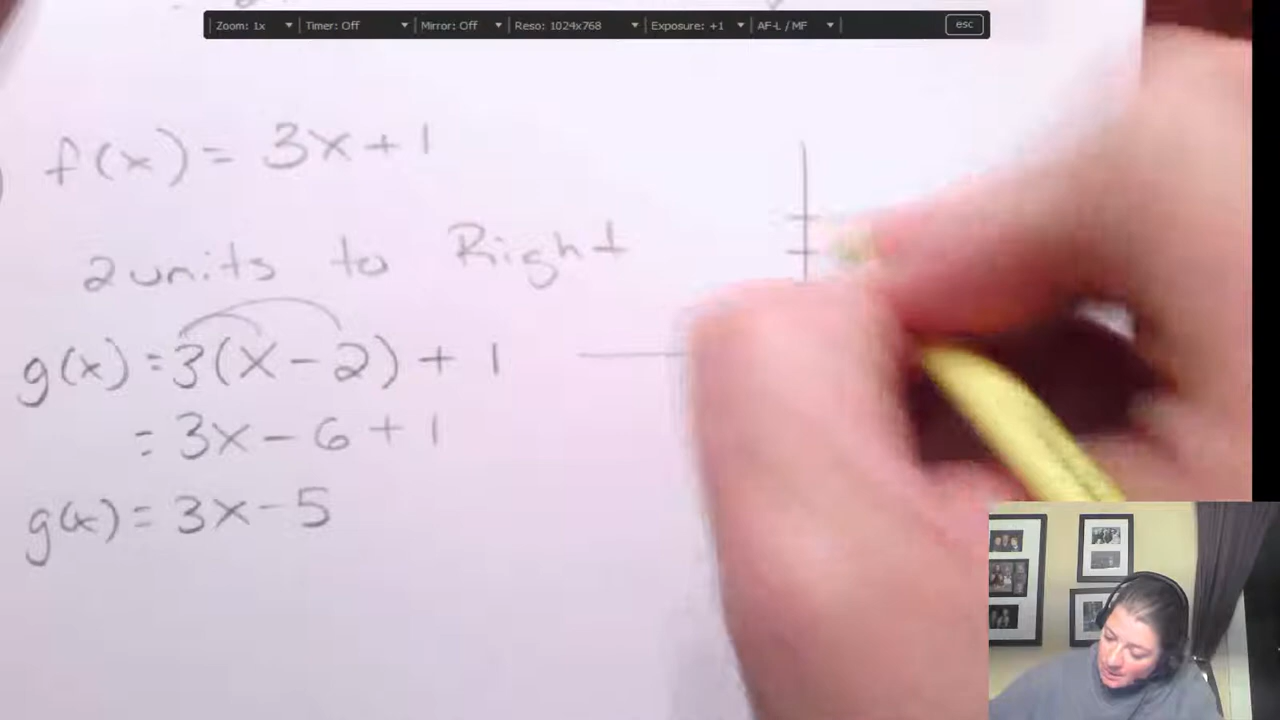 Zoom: 1x Timer: Off Mirror: Off Reso: 1024x768 Exposure: +1 AF-L / MF esc
f(x) = 3x + 1
2 units to Right
g(x) = 3(x - 2) + 1
= 3x - 6 + 1
g(x) = 3x - 5